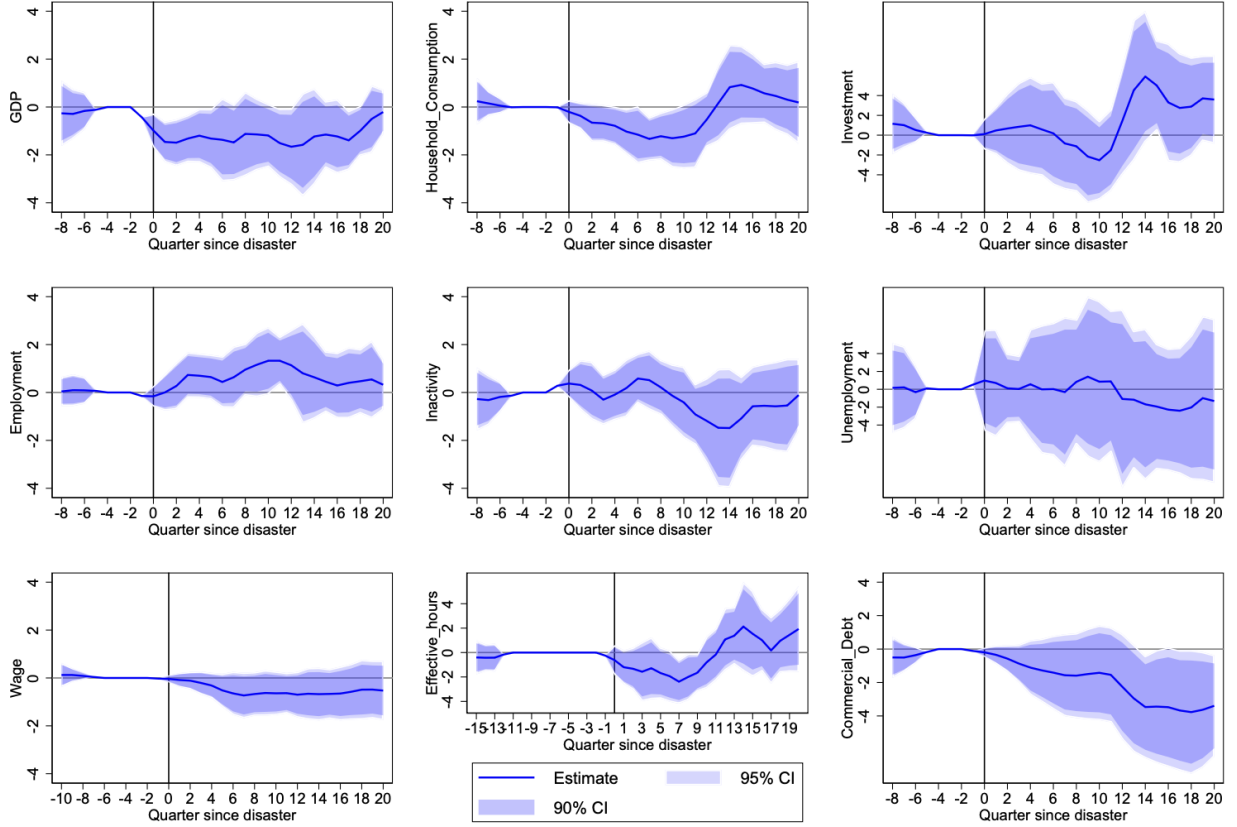 GDP
4
2
0
-2
-4
-8 -6 -4 -2 0 2 4 6 8 10 12 14 16 18 20
Quarter since disaster
Household_Consumption
4
2
0
-2
-4
-8 -6 -4 -2 0 2 4 6 8 10 12 14 16 18 20
Quarter since disaster
Investment
4
2
0
-2
-4
-8 -6 -4 -2 0 2 4 6 8 10 12 14 16 18 20
Quarter since disaster
Employment
4
2
0
-2
-4
-8 -6 -4 -2 0 2 4 6 8 10 12 14 16 18 20
Quarter since disaster
Inactivity
4
2
0
-2
-4
-8 -6 -4 -2 0 2 4 6 8 10 12 14 16 18 20
Quarter since disaster
Unemployment
4
2
0
-2
-4
-8 -6 -4 -2 0 2 4 6 8 10 12 14 16 18 20
Quarter since disaster
Wage
4
2
0
-2
-4
-10 -8 -6 -4 -2 0 2 4 6 8 10 12 14 16 18 20
Quarter since disaster
Effective_hours
4
2
0
-2
-4
-15 -13 -11 -9 -7 -5 -3 -1 1 3 5 7 9 11 13 15 17 19
Quarter since disaster
Commercial_Debt
4
2
0
-2
-4
-8 -6 -4 -2 0 2 4 6 8 10 12 14 16 18 20
Quarter since disaster
Estimate
95% CI
90% CI